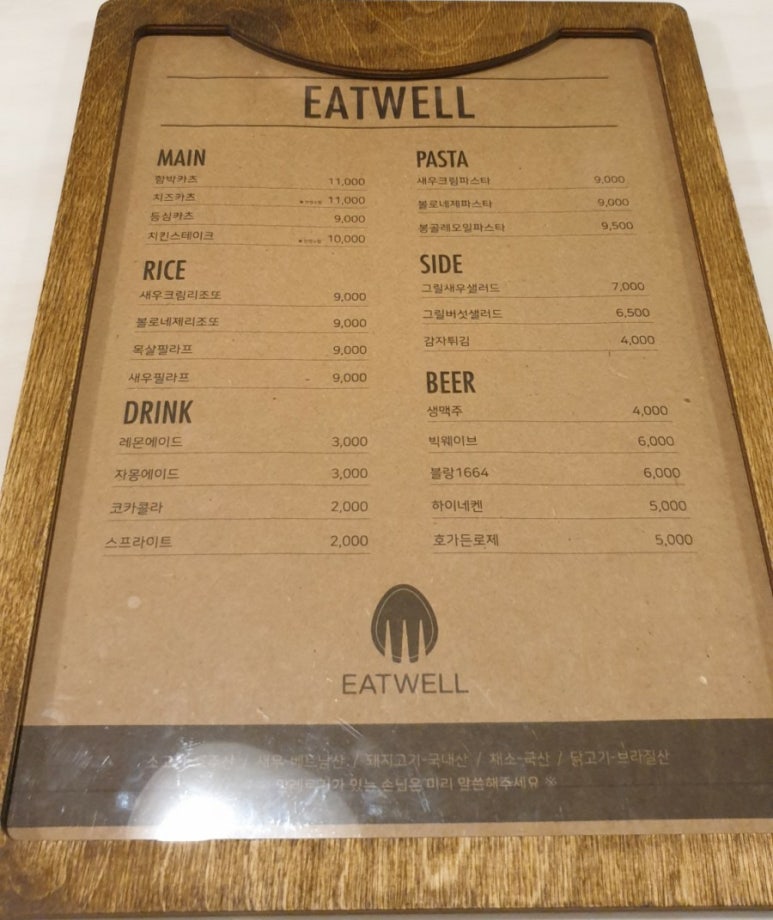 EATWELL
MAIN
함박카츠 11,000
치즈카츠 11,000
등심카츠 9,000
치킨스테이크 10,000
RICE
새우크림리조또 9,000
볼로네제리조또 9,000
목살필라프 9,000
새우필라프 9,000
DRINK
레몬에이드 3,000
자몽에이드 3,000
코카콜라 2,000
스프라이트 2,000
PASTA
새우크림파스타 9,000
볼로네제파스타 9,000
봉골레오일파스타 9,500
SIDE
그릴새우샐러드 7,000
그릴버섯샐러드 6,500
감자튀김 4,000
BEER
생맥주 4,000
빅웨이브 6,000
블랑1664 6,000
하이네켄 5,000
호가든로제 5,000
EATWELL
새우-베트남산 / 돼지고기-국내산 / 채소-국산 / 닭고기-브라질산
있는 손님은 미리 말씀해주세요 ※